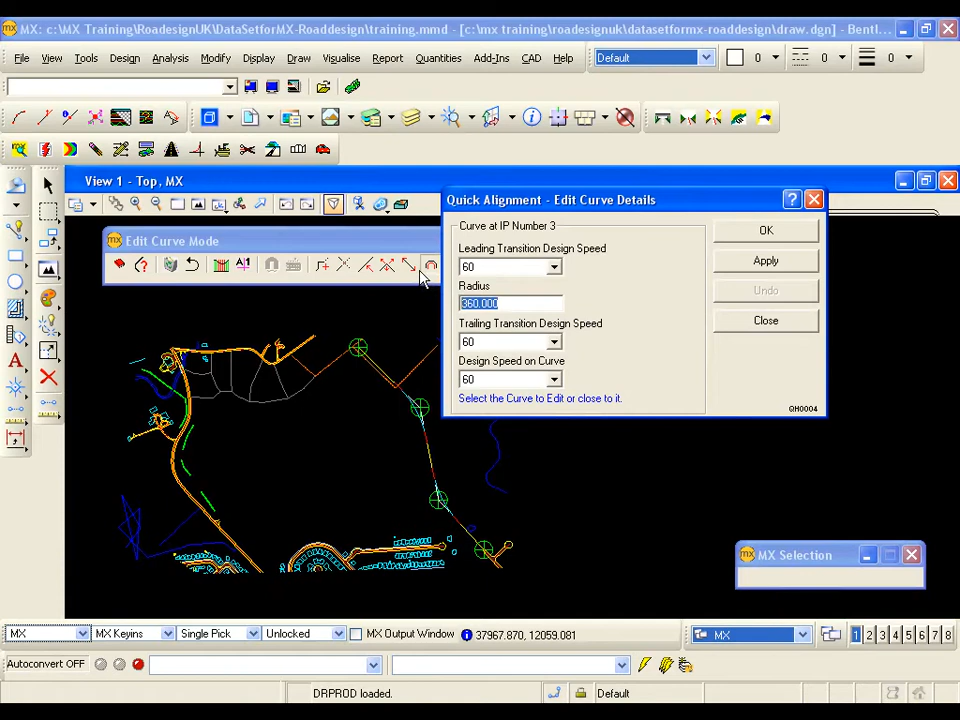 MX: c:\MX Training\RoadesignUK\DataSetforMX-Roaddesign\training.mmd - [c:\mx training\roadesignuk\datasetformx-roaddesign\draw.dgn] - Bentl...
File View Tools Design Analysis Modify Display Draw Visualise Report Quantities Add-Ins CAD Help Default 0 0 0
View 1 - Top, MX
Quick Alignment - Edit Curve Details
Edit Curve Mode
Curve at IP Number 3
OK
Leading Transition Design Speed
60
Apply
Radius
Undo
360.000
Trailing Transition Design Speed
Close
60
Design Speed on Curve
60
Select the Curve to Edit or close to it.
GH0004
MX Selection
MX MX Keyins Single Pick Unlocked MX Output Window 37967.870, 12059.081 MX 1 2 3 4 5 6 7 8
Autoconvert OFF
DRPROD loaded. Default